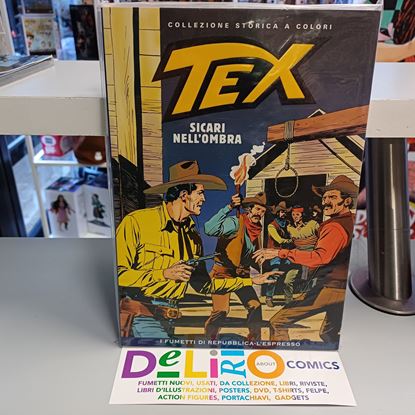 COLLEZIONE STORICA A COLORI
TEX
SICARI
NELL'OMBRA
I FUMETTI DI REPUBBLICA-L'ESPRESSO
DeLiRiO ABOUT COMICS
FUMETTI NUOVI, USATI, DA COLLEZIONE, LIBRI, RIVISTE,
LIBRI D'ILLUSTRAZIONI, POSTERS, DVD, T-SHIRTS, FELPE,
ACTION FIGURES, PORTACHIAVI, GADGETS